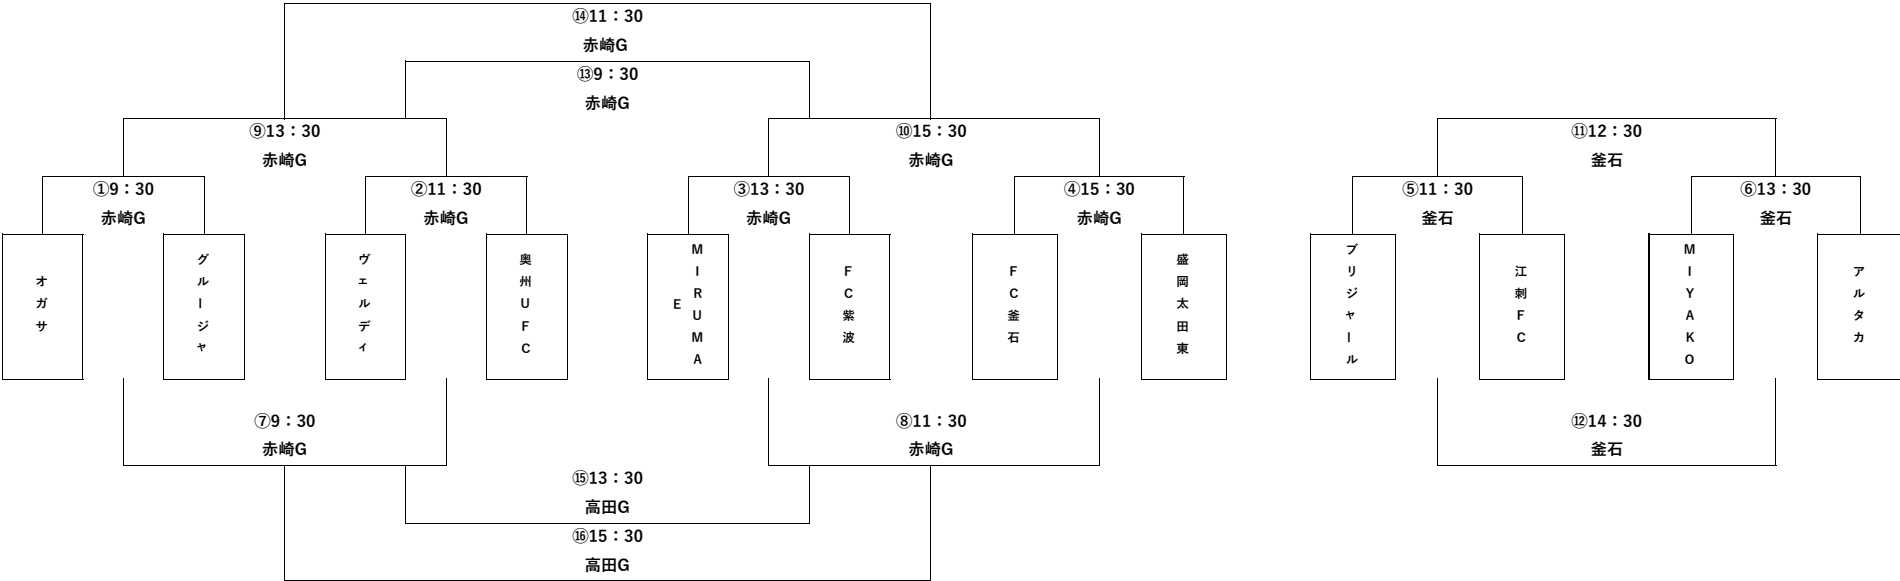 ⑭11：30
赤崎G
⑬9：30
赤崎G
⑨13：30
赤崎G
⑩15：30
赤崎G
⑪12：30
釜石
①9：30
赤崎G
②11：30
赤崎G
③13：30
赤崎G
④15：30
赤崎G
⑤11：30
釜石
⑥13：30
釜石
オガサ
グルージャ
ヴェルディ
奥州UFC
MIRUMAE
FC紫波
FC釜石
盛岡太田東
ブリジャール
江刺FC
MIYAKO
アルタカ
⑦9：30
赤崎G
⑧11：30
赤崎G
⑫14：30
釜石
⑮13：30
高田G
⑯15：30
高田G